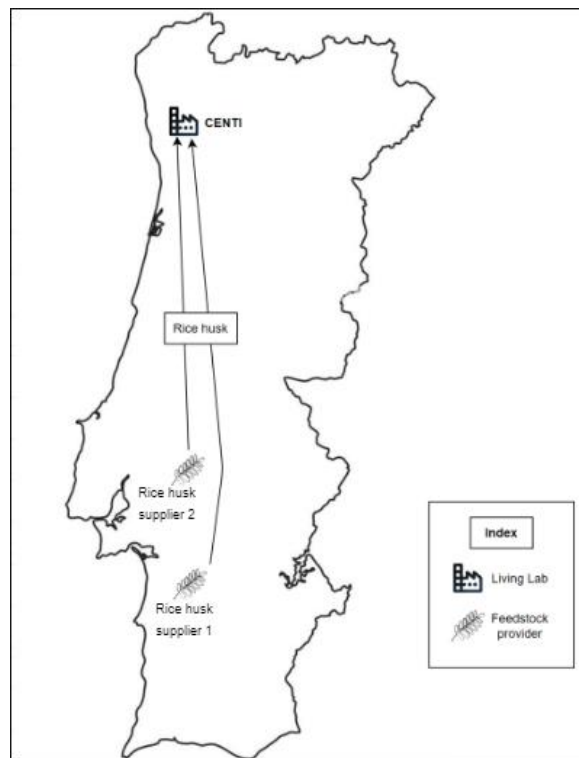 CENTI
Rice husk
Rice husk
supplier 2
Rice husk
supplier 1
Index
Living Lab
Feedstock
provider